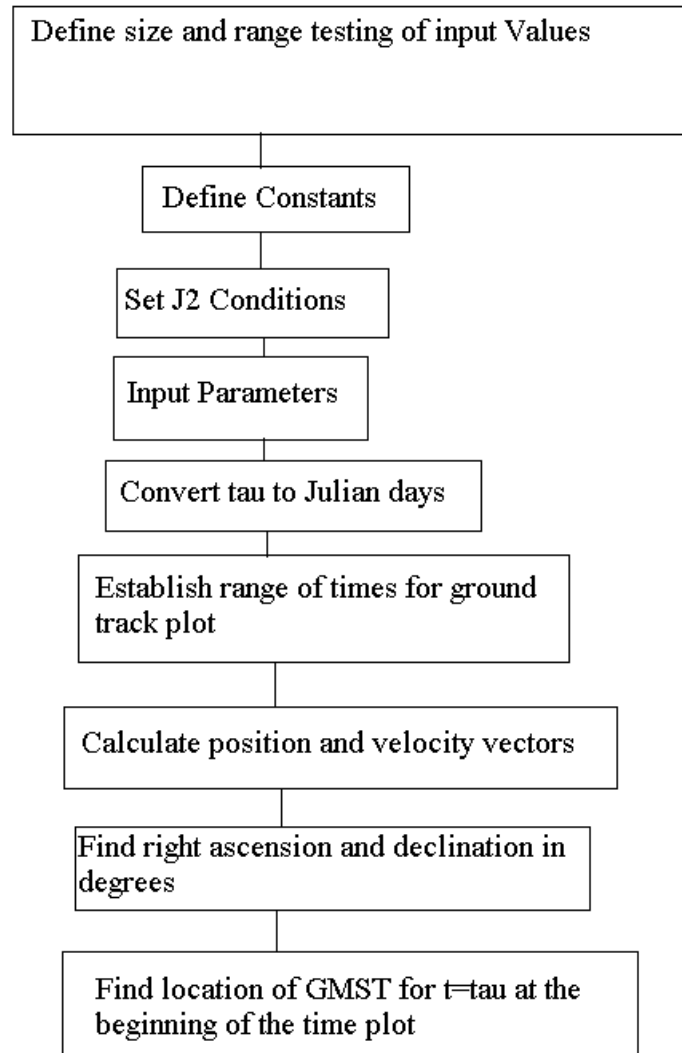 Define size and range testing of input Values
Define Constants
Set J2 Conditions
Input Parameters
Convert tau to Julian days
Establish range of times for ground
track plot
Calculate position and velocity vectors
Find right ascension and declination in
degrees
Find location of GMST for t=tau at the
beginning of the time plot